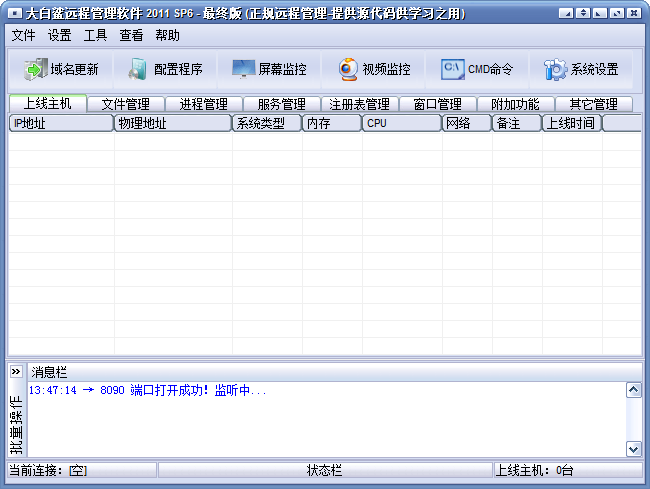 大白鲨远程管理软件 2011 SP6 - 最终版 (正规远程管理-提供源代码供学习之用)
文件 设置 工具 查看 帮助
域名更新 配置程序 屏幕监控 视频监控 CMD命令 系统设置
上线主机 文件管理 进程管理 服务管理 注册表管理 窗口管理 附加功能 其它管理
IP地址 物理地址 系统类型 内存 CPU 网络 备注 上线时间
消息栏
13:47:14 → 8090 端口打开成功! 监听中...
批量操作
当前连接: [空] 状态栏 上线主机: 0台